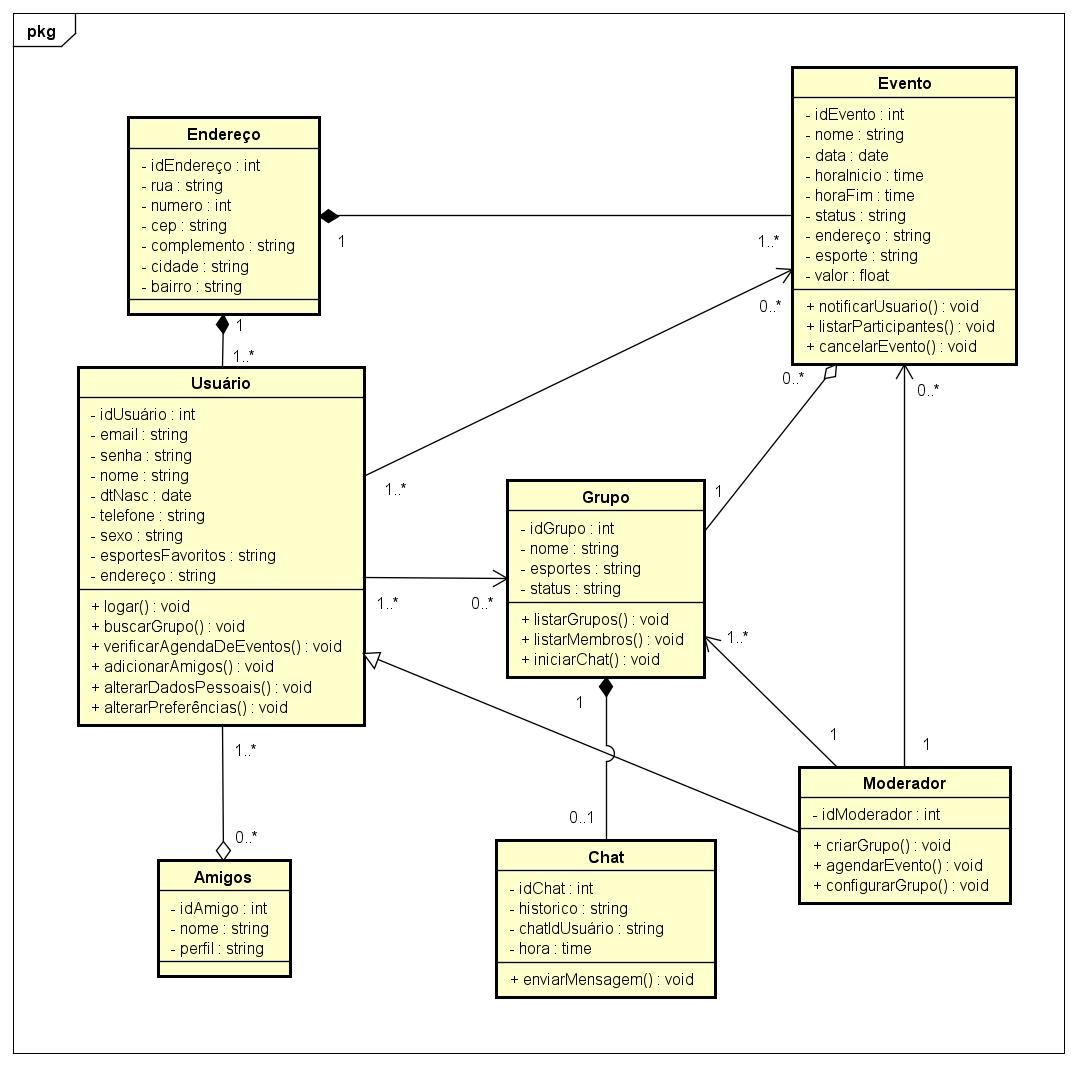 pkg
Evento
- idEvento : int
- nome : string
- data : date
- horaInicio : time
- horaFim : time
- status : string
- endereço : string
- esporte : string
- valor : float
+ notificarUsuario() : void
+ listarParticipantes() : void
+ cancelarEvento() : void
Endereço
- idEndereço : int
- rua : string
- numero : int
- cep : string
- complemento : string
- cidade : string
- bairro : string
1
1..*
1
1..*
0..*
1..*
Usuário
- idUsuário : int
- email : string
- senha : string
- nome : string
- dtNasc : date
- telefone : string
- sexo : string
- esportesFavoritos : string
- endereço : string
+ logar() : void
+ buscarGrupo() : void
+ verificarAgendaDeEventos() : void
+ adicionarAmigos() : void
+ alterarDadosPessoais() : void
+ alterarPreferências() : void
0..*
1
0..*
1
1..*
0..*
Grupo
- idGrupo : int
- nome : string
- esportes : string
- status : string
+ listarGrupos() : void
+ listarMembros() : void
+ iniciarChat() : void
1..*
1
1
0..1
1..*
0..*
Moderador
- idModerador : int
+ criarGrupo() : void
+ agendarEvento() : void
+ configurarGrupo() : void
Amigos
- idAmigo : int
- nome : string
- perfil : string
Chat
- idChat : int
- historico : string
- chatIdUsuário : string
- hora : time
+ enviarMensagem() : void